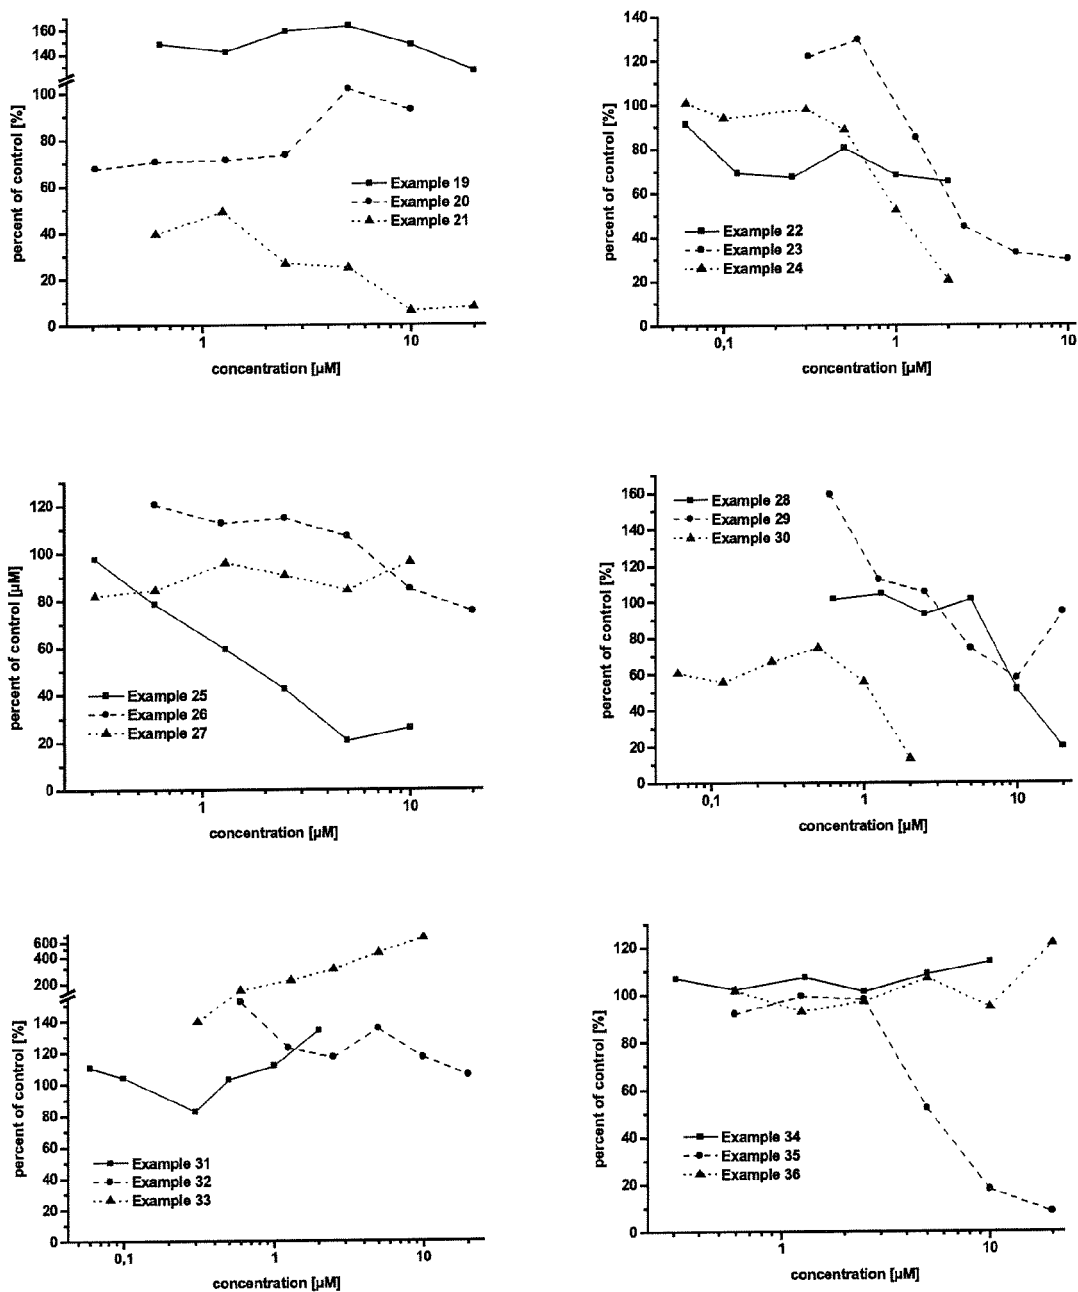 percent of control [%]
160
140
100
80
60
40
20
0
Example 19
Example 20
Example 21
1
10
concentration [µM]
percent of control [%]
140
120
100
80
60
40
20
0
Example 22
Example 23
Example 24
0,1
1
10
concentration [µM]
percent of control [µM]
120
100
80
60
40
20
0
Example 25
Example 26
Example 27
1
10
concentration [µM]
percent of control [%]
160
140
120
100
80
60
40
20
0
Example 28
Example 29
Example 30
0,1
1
10
concentration [µM]
percent of control [%]
600
400
200
140
120
100
80
60
40
20
0
Example 31
Example 32
Example 33
0,1
1
10
concentration [µM]
percent of control [%]
120
100
80
60
40
20
0
Example 34
Example 35
Example 36
1
10
concentration [µM]